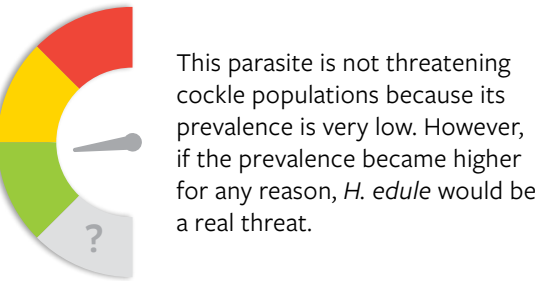 This parasite is not threatening
cockle populations because its
prevalence is very low. However,
if the prevalence became higher
for any reason, H. edule would be
a real threat.
?